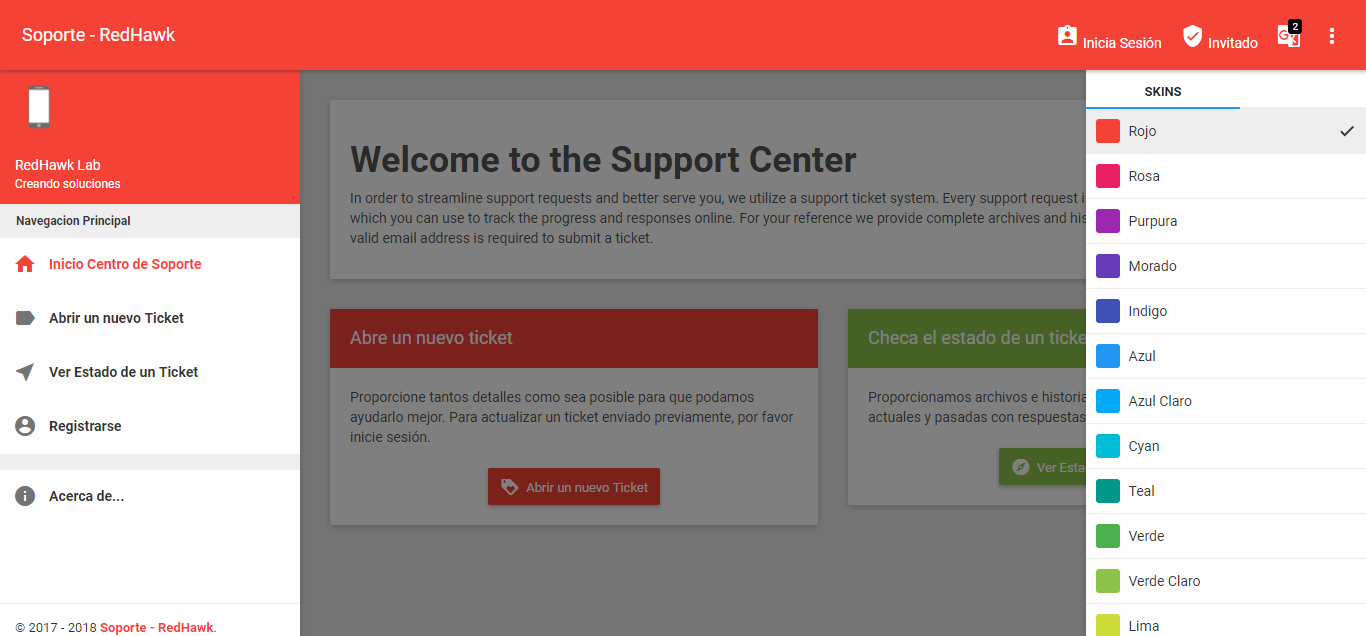 Soporte - RedHawk
Inicia Sesión
Invitado
2
RedHawk Lab
Creando soluciones
Navegacion Principal
Inicio Centro de Soporte
Abrir un nuevo Ticket
Ver Estado de un Ticket
Registrarse
Acerca de...
© 2017 - 2018 Soporte - RedHawk.
Welcome to the Support Center
In order to streamline support requests and better serve you, we utilize a support ticket system. Every support request i
which you can use to track the progress and responses online. For your reference we provide complete archives and his
valid email address is required to submit a ticket.
Abre un nuevo ticket
Proporcione tantos detalles como sea posible para que podamos
ayudarlo mejor. Para actualizar un ticket enviado previamente, por favor
inicie sesión.
Abrir un nuevo Ticket
Checa el estado de un ticke
Proporcionamos archivos e historia
actuales y pasadas con respuestas
Ver Esta
SKINS
Rojo
Rosa
Purpura
Morado
Indigo
Azul
Azul Claro
Cyan
Teal
Verde
Verde Claro
Lima